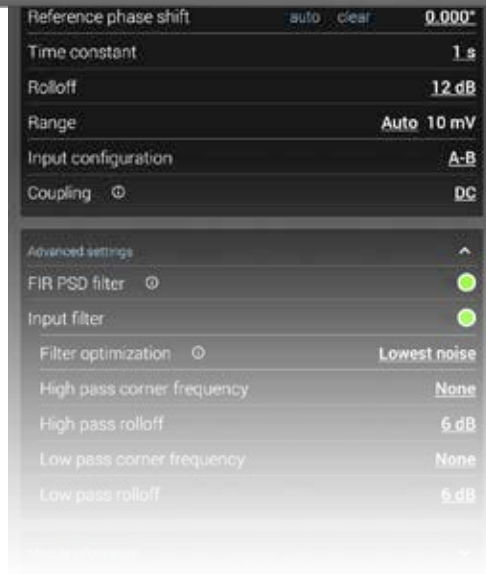 Reference phase shift auto clear 0.000°
Time constant 1 s
Rolloff 12 dB
Range Auto 10 mV
Input configuration A-B
Coupling DC
Advanced settings
FIR PSD filter
Input filter
Filter optimization Lowest noise
High pass corner frequency None
High pass rolloff 6 dB
Low pass corner frequency None
Low pass rolloff 6 dB